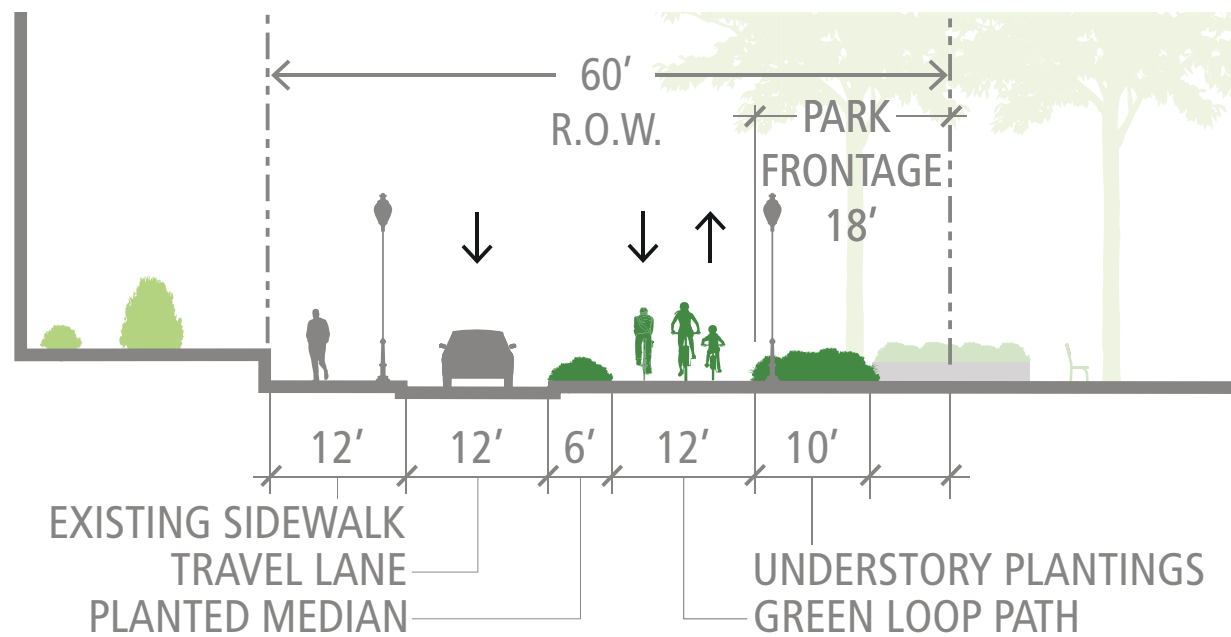 60’
R.O.W.
PARK
FRONTAGE
18’
12’
12’
6’
12’
10’
EXISTING SIDEWALK
TRAVEL LANE
PLANTED MEDIAN
UNDERSTORY PLANTINGS
GREEN LOOP PATH